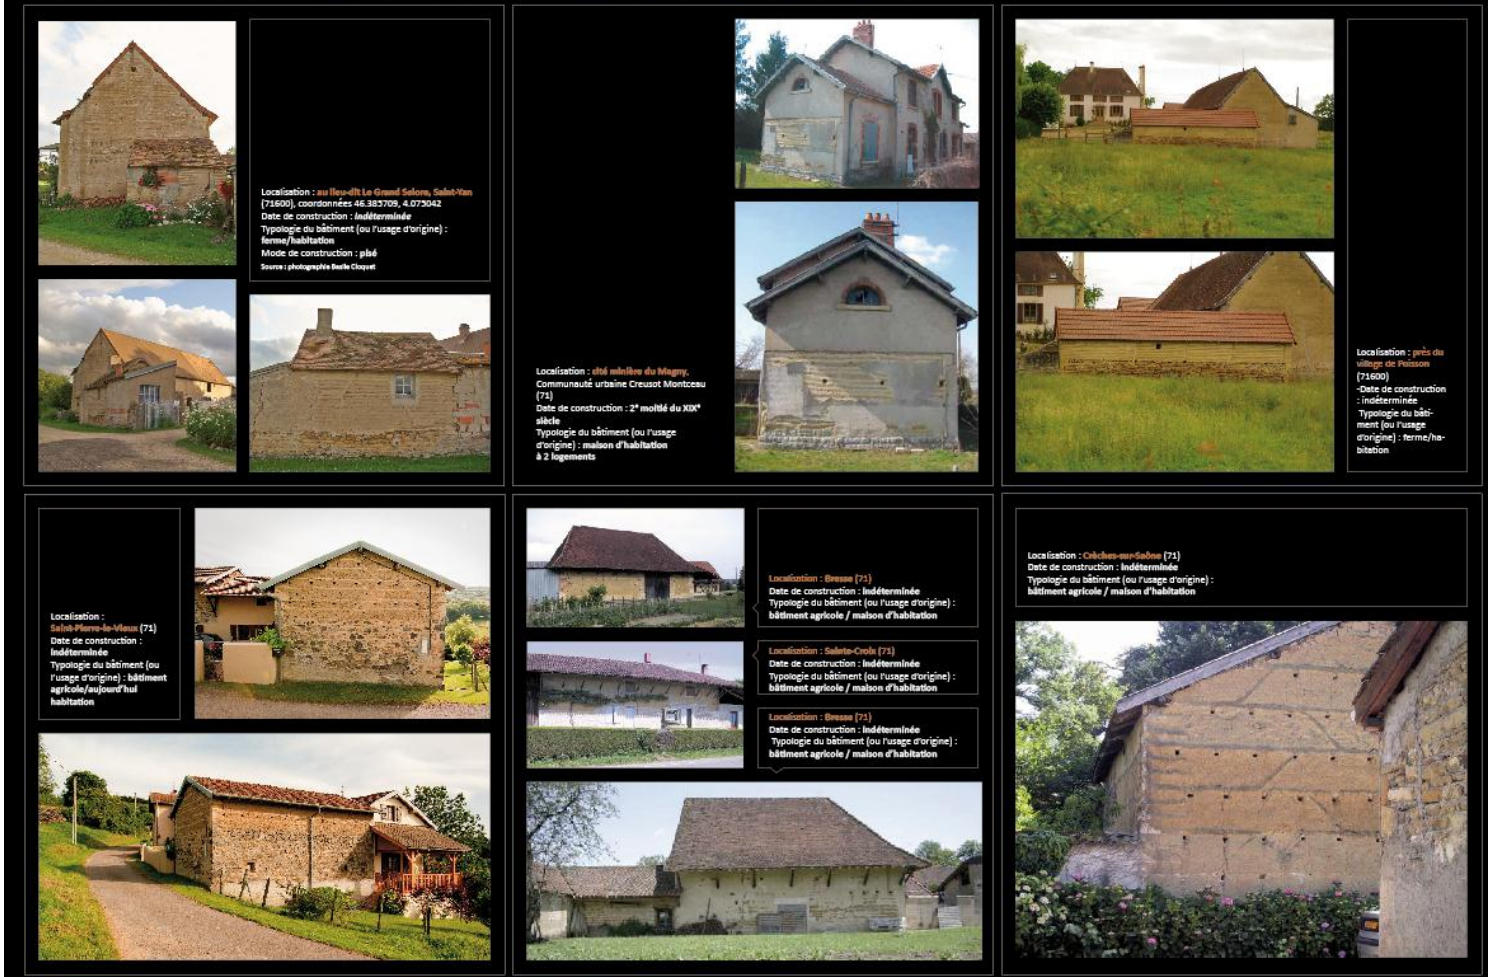 Localisation : au lieu-dit Le Grand Selore, Saint-Yan
(71600), coordonnées 46.385709, 4.075042
Date de construction : indéterminée
Typologie du bâtiment (ou l'usage d'origine) :
ferme/habitation
Mode de construction : pisé
Source : photographie Basile Cloquet
Localisation : cité minière du Magny,
Communauté urbaine Creusot Montceau
(71)
Date de construction : 2e moitié du XIXe
siècle
Typologie du bâtiment (ou l'usage
d'origine) : maison d'habitation
à 2 logements
Localisation : près du
village de Poisson
(71600)
-Date de construction
: indéterminée
Typologie du bâti-
ment (ou l'usage
d'origine) : ferme/ha-
bitation
Localisation :
Saint-Pierre-le-Vieux (71)
Date de construction :
indéterminée
Typologie du bâtiment (ou
l'usage d'origine) : bâtiment
agricole/aujourd'hui
habitation
Localisation : Bresse (71)
Date de construction : indéterminée
Typologie du bâtiment (ou l'usage d'origine) :
bâtiment agricole / maison d'habitation
Localisation : Sainte-Croix (71)
Date de construction : indéterminée
Typologie du bâtiment (ou l'usage d'origine) :
bâtiment agricole / maison d'habitation
Localisation : Bresse (71)
Date de construction : indéterminée
Typologie du bâtiment (ou l'usage d'origine) :
bâtiment agricole / maison d'habitation
Localisation : Crèches-sur-Saône (71)
Date de construction : indéterminée
Typologie du bâtiment (ou l'usage d'origine) :
bâtiment agricole / maison d'habitation